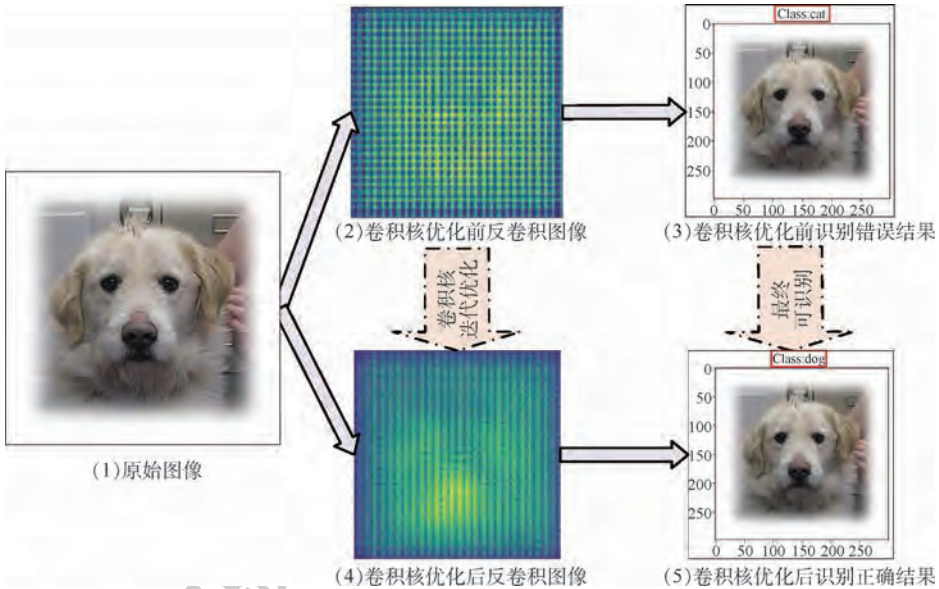 Class:cat
0
50
100
150
200
250
0 50 100 150 200 250
(2)卷积核优化前反卷积图像
(3)卷积核优化前识别错误结果
(1)原始图像
卷积核
迭代优化
最终
可识别
Class:dog
0
50
100
150
200
250
0 50 100 150 200 250
(4)卷积核优化后反卷积图像
(5)卷积核优化后识别正确结果